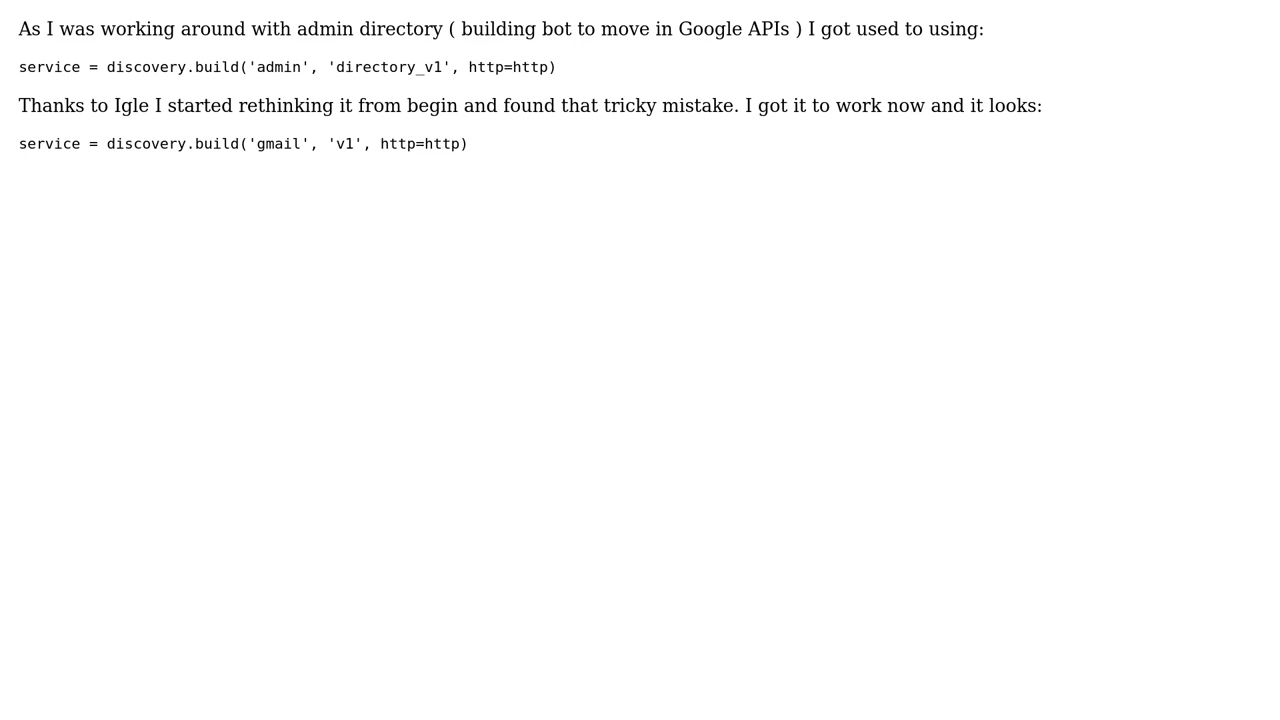 As I was working around with admin directory ( building bot to move in Google APIs ) I got used to using:
service = discovery.build('admin', 'directory_v1', http=http)
Thanks to Igle I started rethinking it from begin and found that tricky mistake. I got it to work now and it looks:
service = discovery.build('gmail', 'v1', http=http)